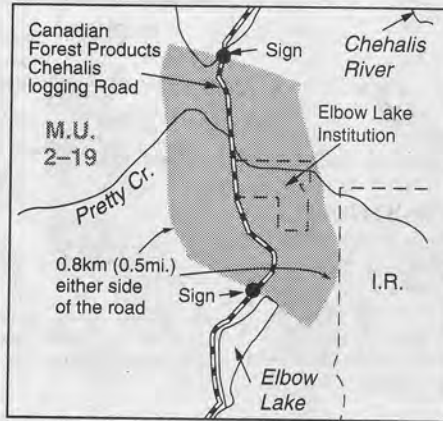 Canadian
Forest Products
Chehalis
logging Road
Sign
Chehalis
River
M.U.
2–19
Elbow Lake
Institution
Pretty Cr.
0.8km (0.5mi.)
either side
of the road
Sign
I.R.
Elbow
Lake